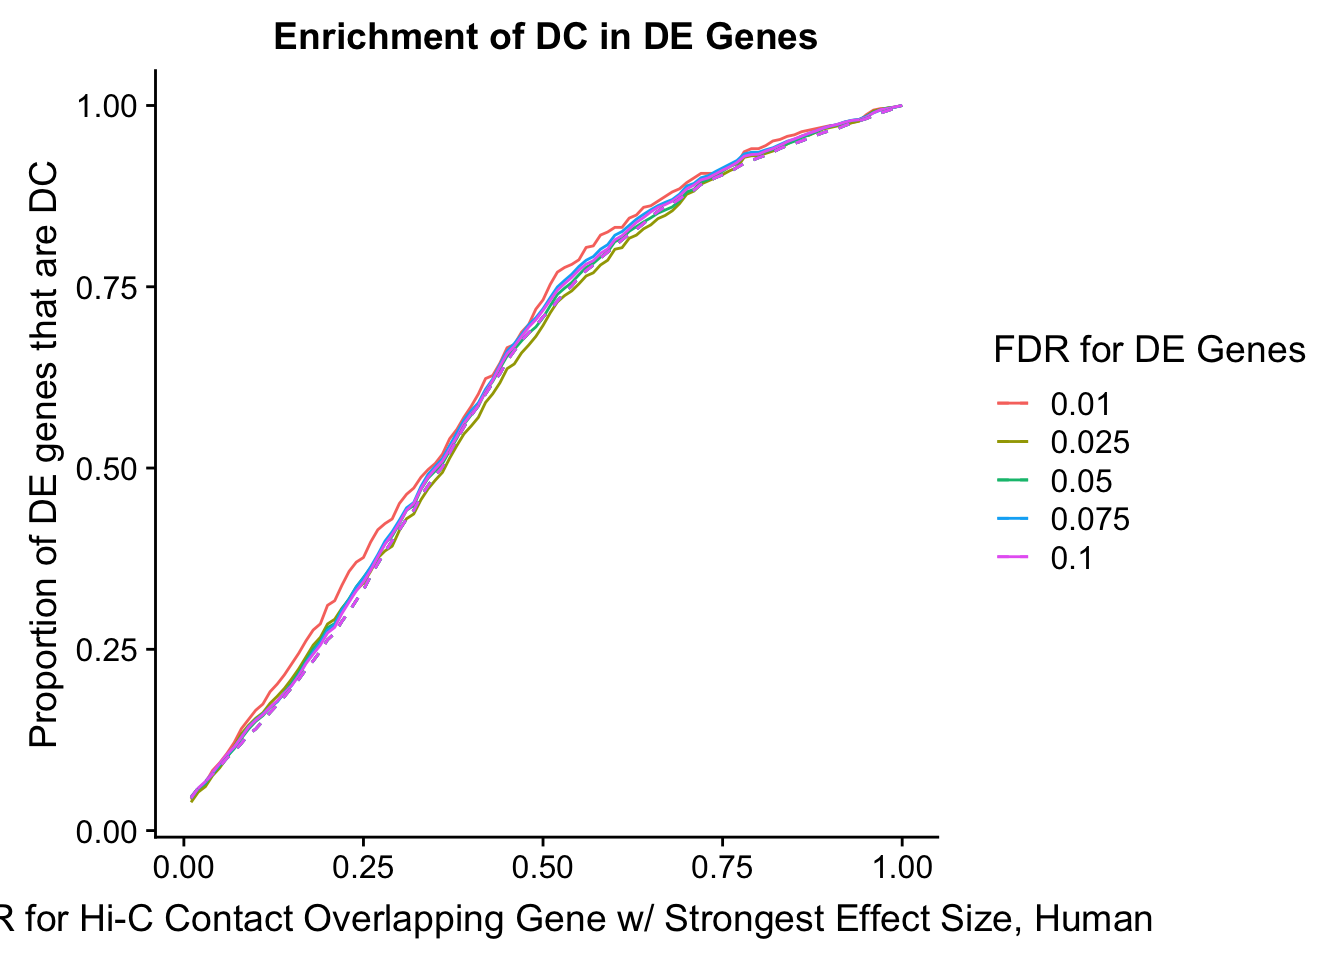 Enrichment of DC in DE Genes
Proportion of DE genes that are DC
1.00
0.75
0.50
0.25
0.00
0.00 0.25 0.50 0.75 1.00
R for Hi-C Contact Overlapping Gene w/ Strongest Effect Size, Human
FDR for DE Genes
0.01
0.025
0.05
0.075
0.1